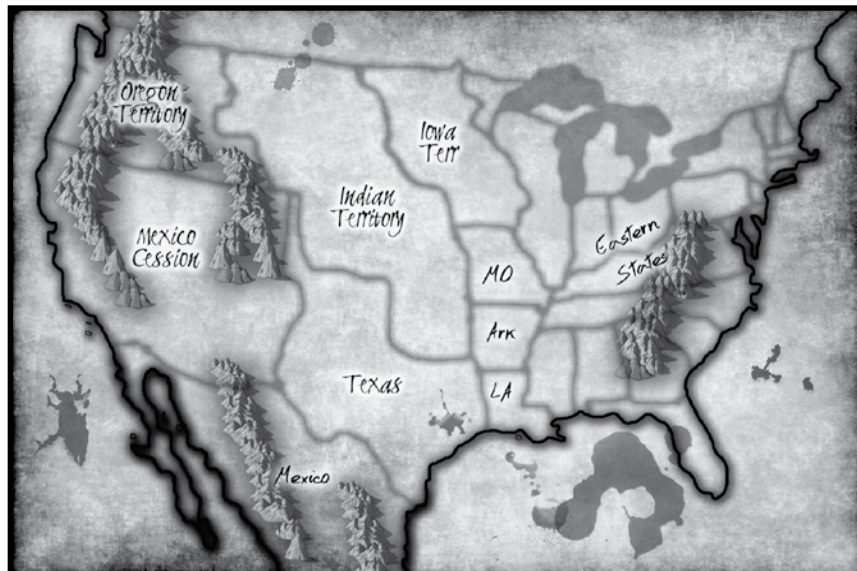 Oregon
Territory
Iowa
Terr
Indian
Territory
Mexico
Cession
Eastern
States
MO
Ark
Texas
LA
Mexico